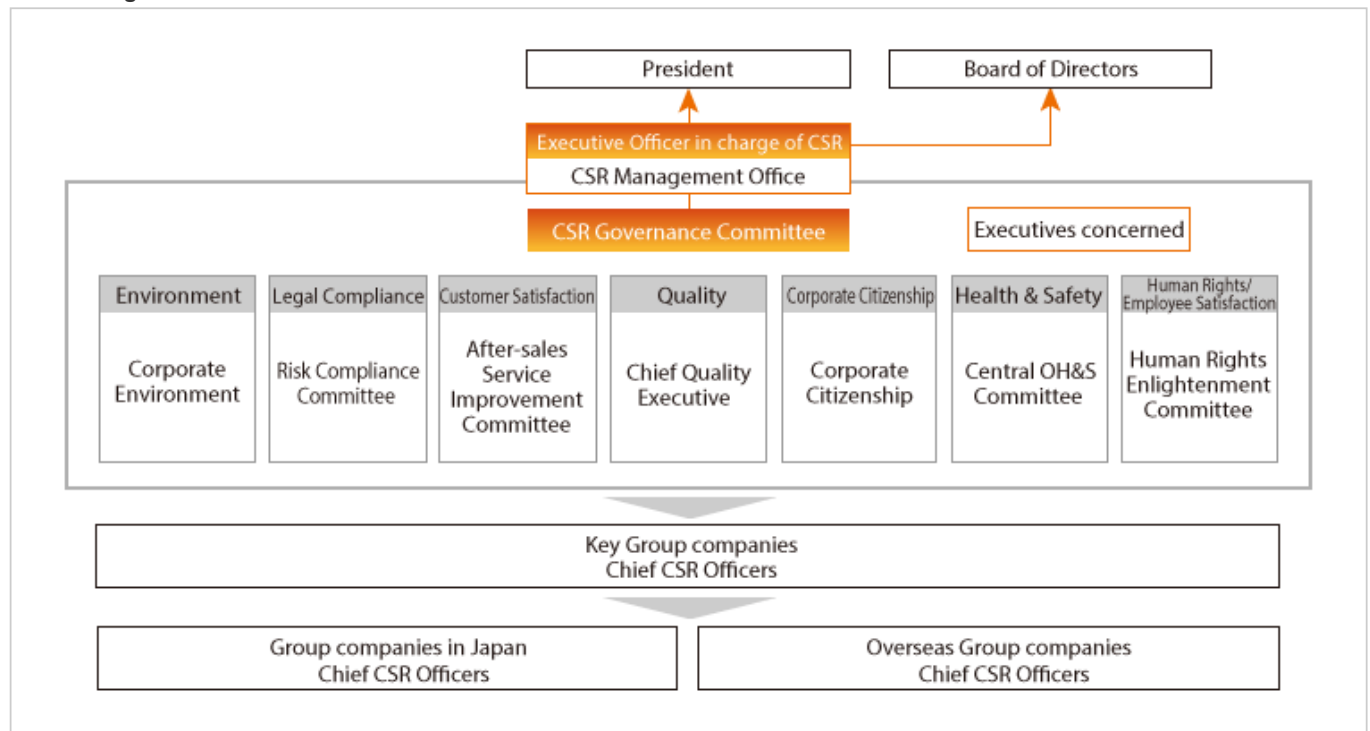 President
Board of Directors
Executive Officer in charge of CSR
CSR Management Office
CSR Governance Committee
Executives concerned
Environment
Corporate
Environment
Legal Compliance
Risk Compliance
Committee
Customer Satisfaction
After-sales
Service
Improvement
Committee
Quality
Chief Quality
Executive
Corporate Citizenship
Corporate
Citizenship
Health & Safety
Central OH&S
Committee
Human Rights/
Employee Satisfaction
Human Rights
Enlightenment
Committee
Key Group companies
Chief CSR Officers
Group companies in Japan
Chief CSR Officers
Overseas Group companies
Chief CSR Officers